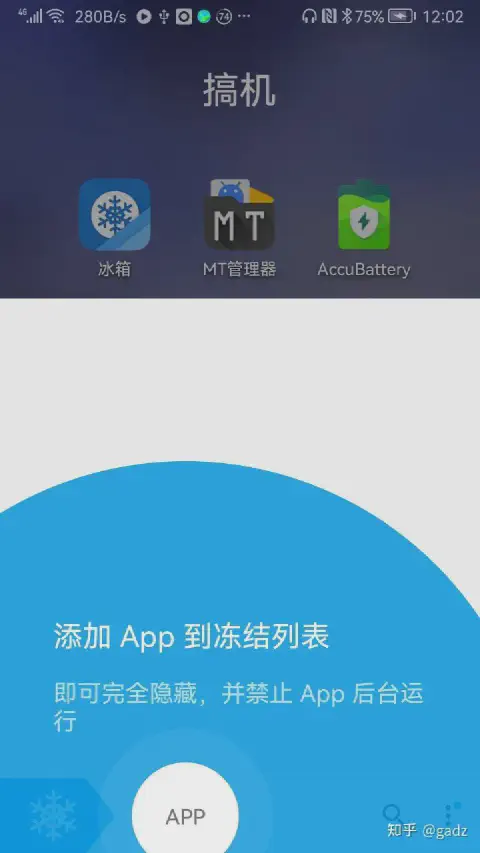 4G 280B/s 74 ··· 75% 12:02
搞机
MT
冰箱 MT管理器 AccuBattery
添加 App 到冻结列表
即可完全隐藏，并禁止 App 后台运
行
APP
知乎 @gadz